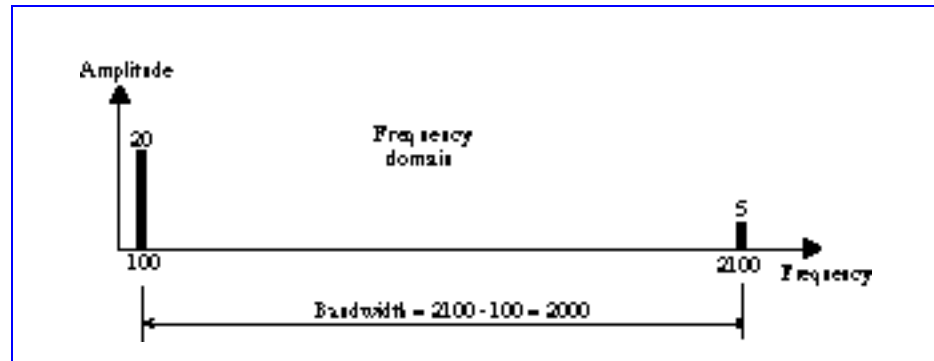 Amplitude
20
Frequency
domain
5
100
2100
Frequency
Bandwidth = 2100 - 100 = 2000